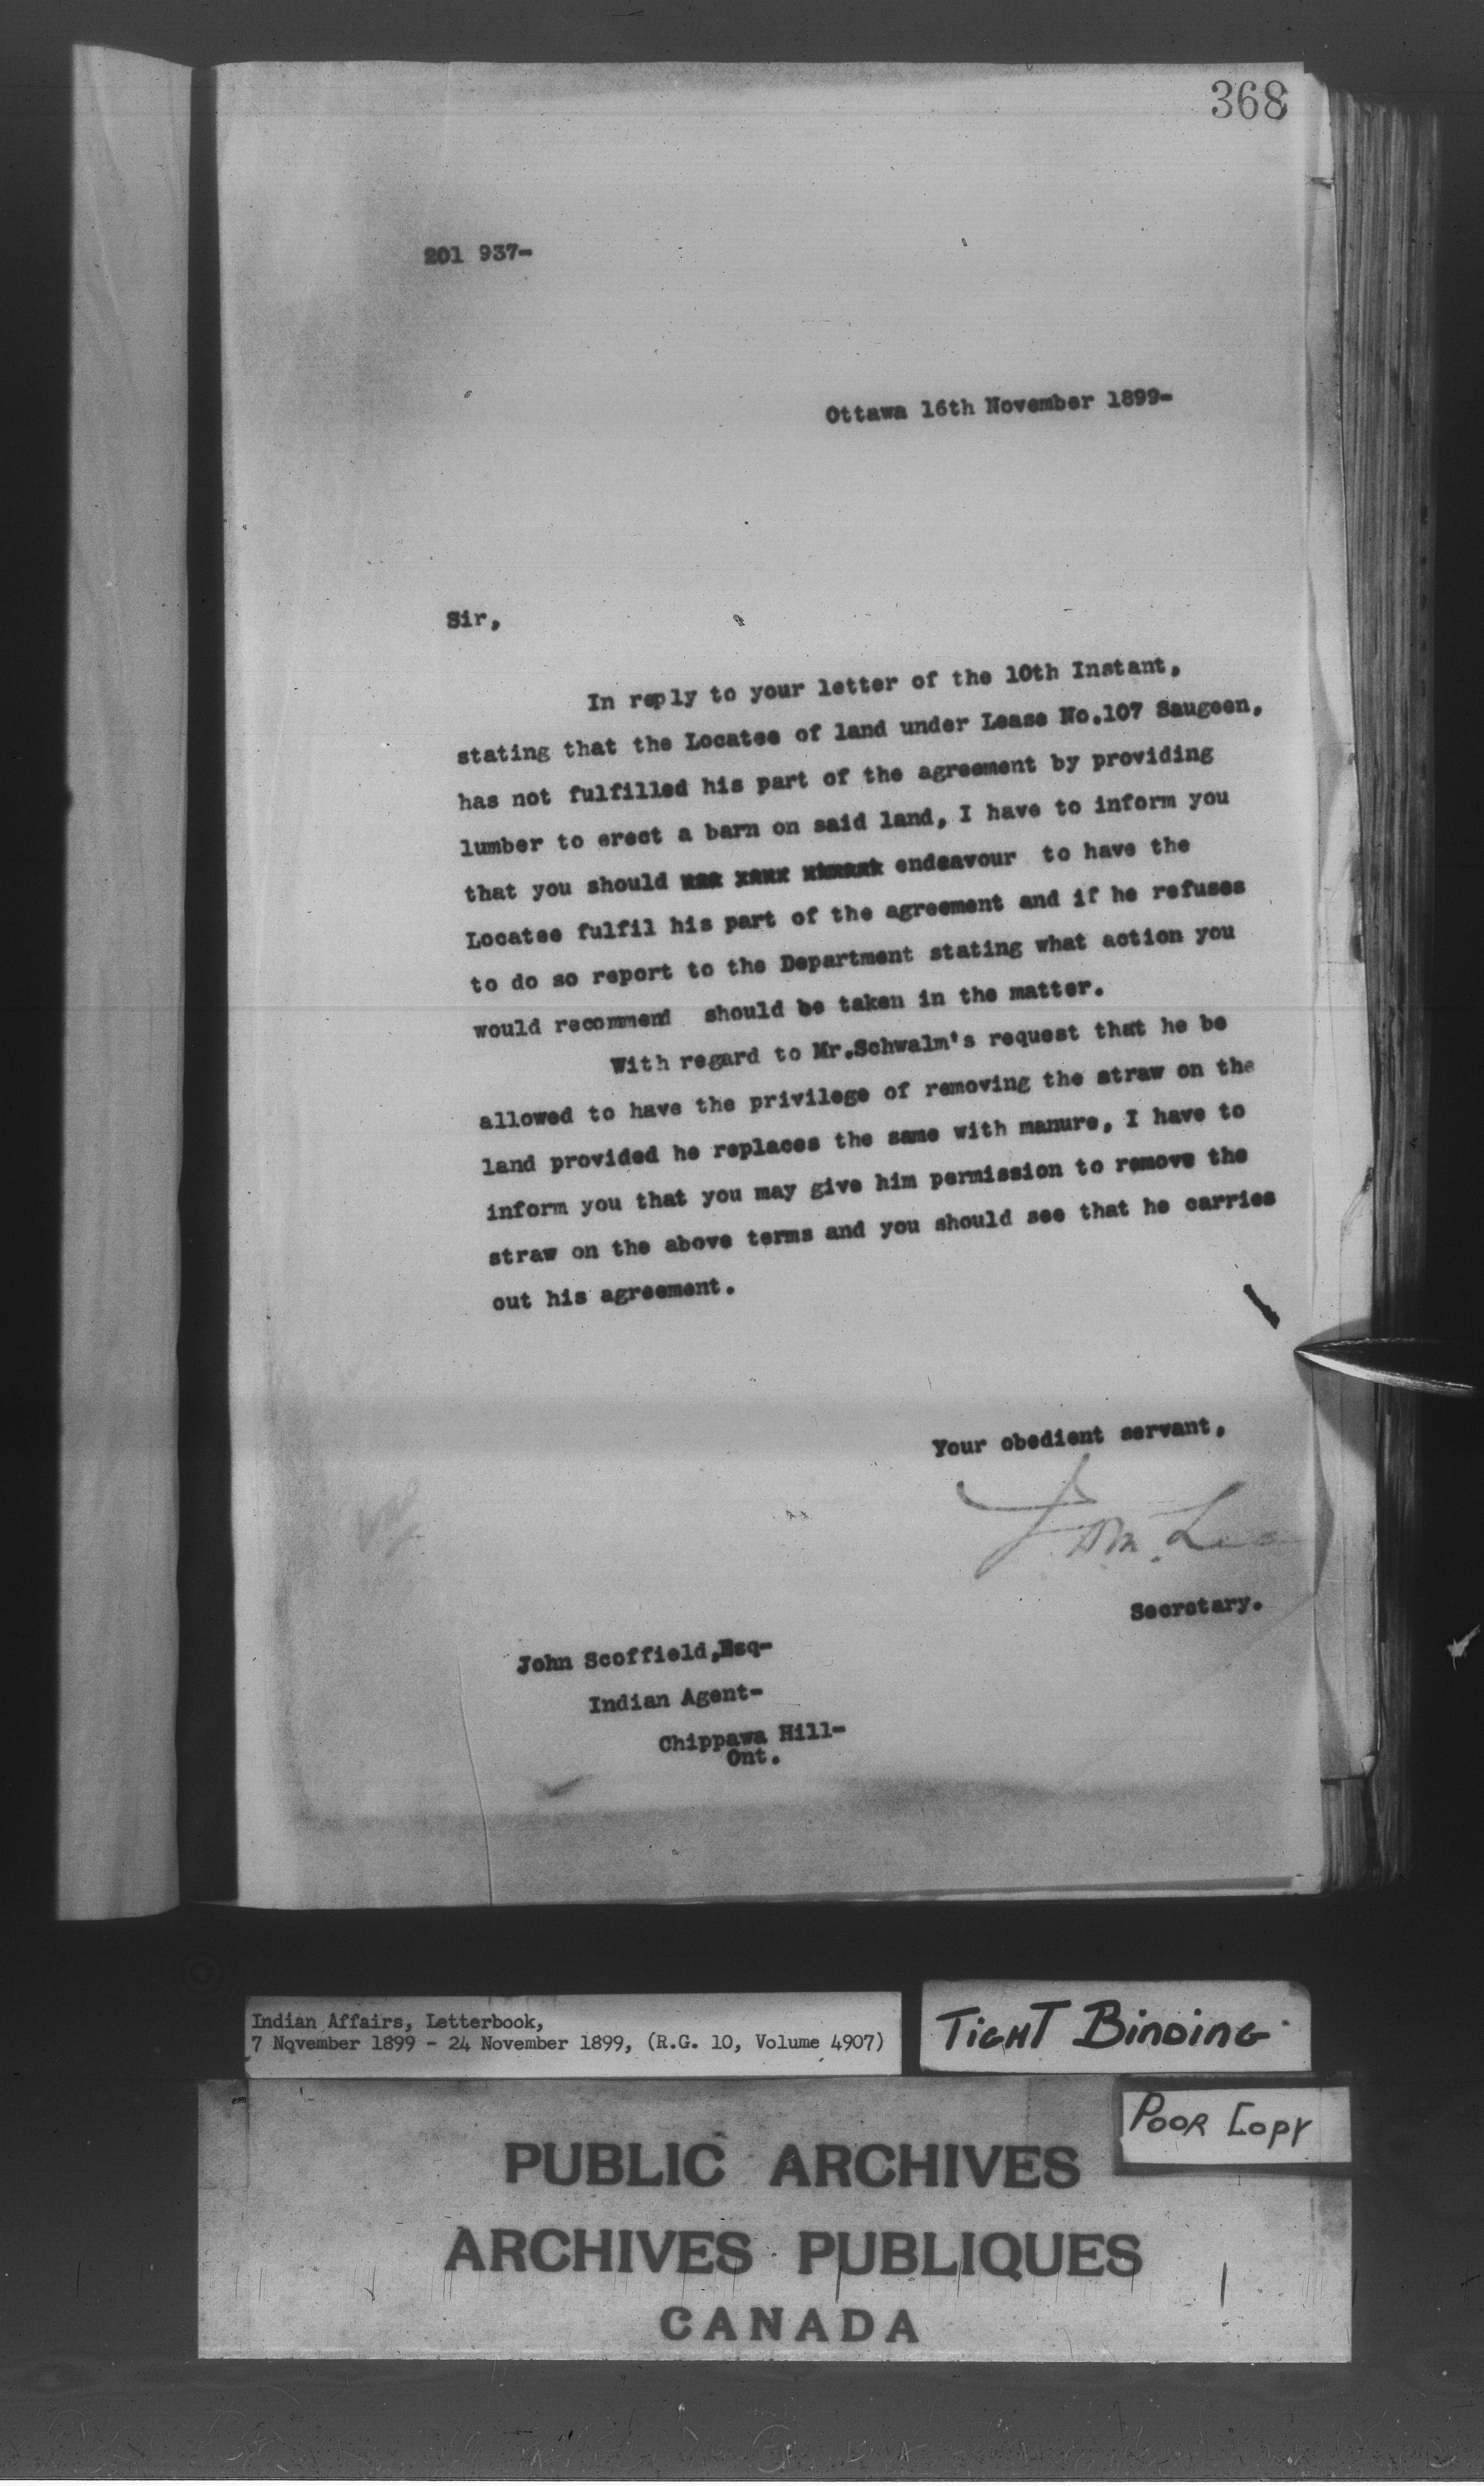 368
201 937-
Ottawa 16th November 1899-
Sir,
In reply to your letter of the 10th Instant,
stating that the Locatee of land under Lease No.107 Saugeen,
has not fulfilled his part of the agreement by providing
lumber to erect a barn on said land, I have to inform you
that you should endeavour to have the
Locatee fulfil his part of the agreement and if he refuses
to do so report to the Department stating what action you
would recommend should be taken in the matter.
With regard to Mr.Schwalm's request that he be
allowed to have the privilege of removing the straw on the
land provided he replaces the same with manure, I have to
inform you that you may give him permission to remove the
straw on the above terms and you should see that he carries
out his agreement.
Your obedient servant,
Secretary.
John Scoffield,Esq-
Indian Agent-
Chippawa Hill-
Ont.
Indian Affairs, Letterbook,
7 November 1899 - 24 November 1899, (R.G. 10, Volume 4907)
TIGHT BINDING
POOR COPY
PUBLIC ARCHIVES
ARCHIVES PUBLIQUES
CANADA